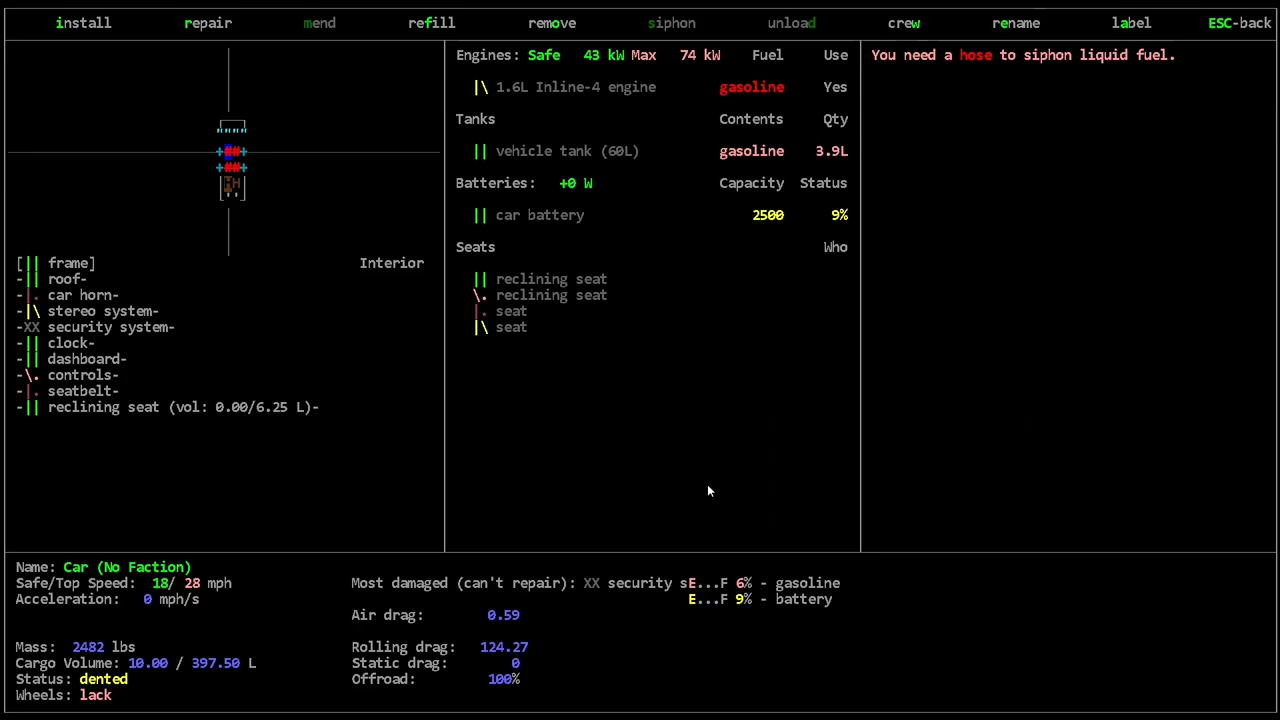 install repair mend refill remove siphon unload crew rename label ESC-back
Engines: Safe 43 kW Max 74 kW Fuel Use
|\ 1.6L Inline-4 engine gasoline Yes
Tanks Contents Qty
|| vehicle tank (60L) gasoline 3.9L
Batteries: +0 W Capacity Status
|| car battery 2500 9%
Seats Who
|| reclining seat
\. reclining seat
|. seat
|\ seat
You need a hose to siphon liquid fuel.
[|| frame] Interior
-|| roof-
-|. car horn-
-|\ stereo system-
-XX security system-
-|| clock-
-|| dashboard-
-\. controls-
-|. seatbelt-
-|| reclining seat (vol: 0.00/6.25 L)-
Name: Car (No Faction)
Safe/Top Speed: 18/ 28 mph
Acceleration: 0 mph/s
Mass: 2482 lbs
Cargo Volume: 10.00 / 397.50 L
Status: dented
Wheels: lack
Most damaged (can't repair): XX security sE...F 6% - gasoline
E...F 9% - battery
Air drag: 0.59
Rolling drag: 124.27
Static drag: 0
Offroad: 100%